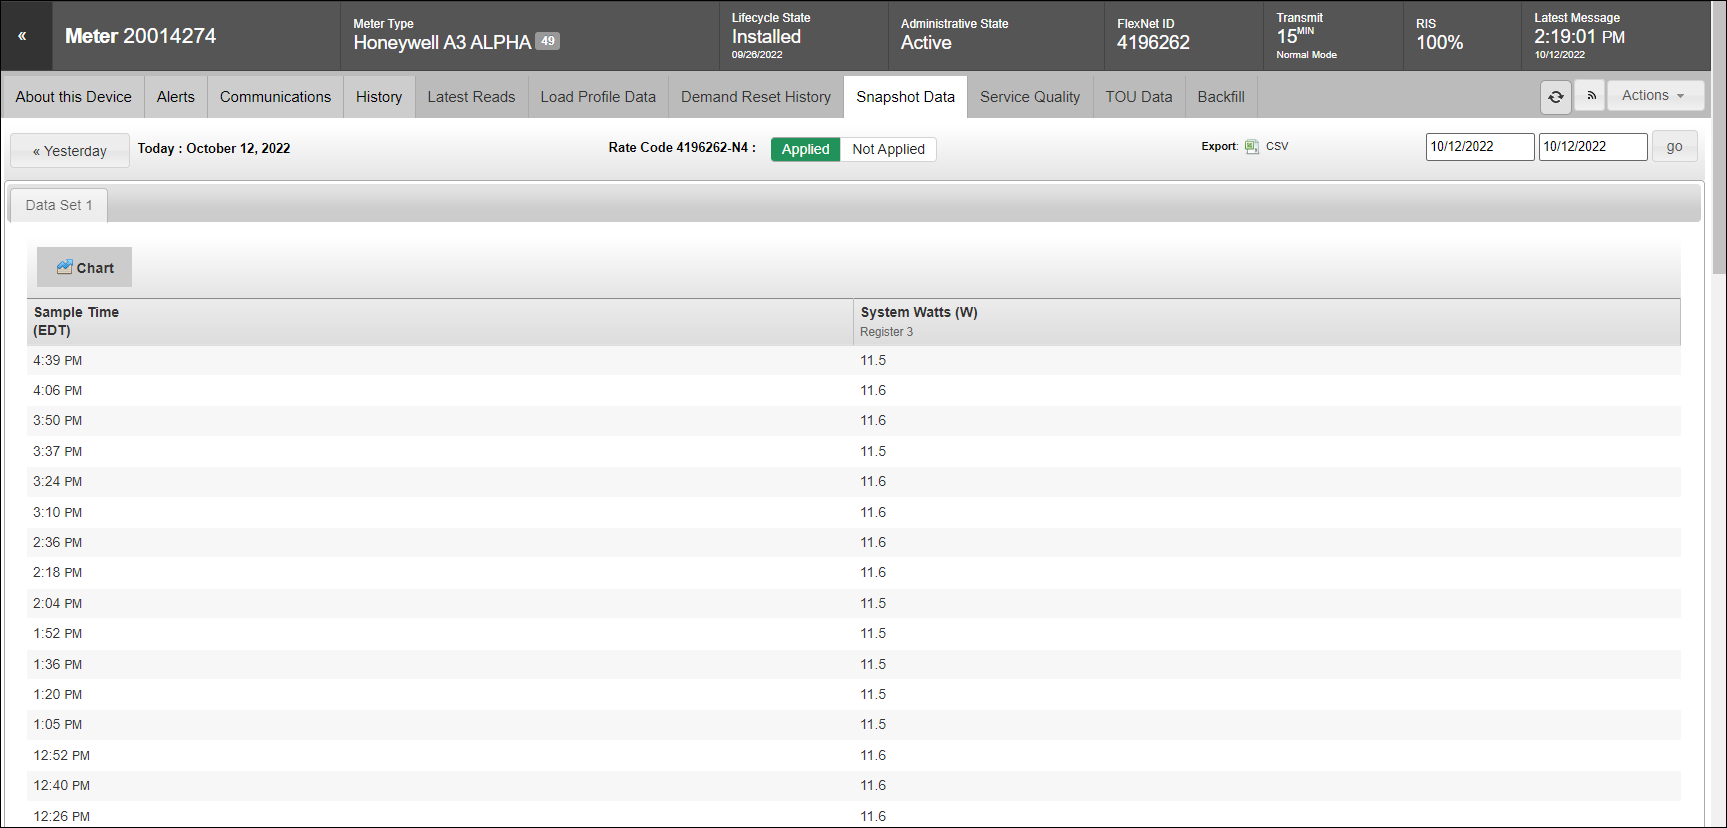 «
Meter 20014274
Meter Type
Honeywell A3 ALPHA 49
Lifecycle State
Installed
09/26/2022
Administrative State
Active
FlexNet ID
4196262
Transmit
15MIN
Normal Mode
RIS
100%
Latest Message
2:19:01 PM
10/12/2022
About this Device Alerts Communications History Latest Reads Load Profile Data Demand Reset History Snapshot Data Service Quality TOU Data Backfill Actions
« Yesterday Today : October 12, 2022 Rate Code 4196262-N4 : Applied Not Applied Export: CSV 10/12/2022 10/12/2022 go
Data Set 1
Chart
Sample Time
(EDT)
System Watts (W)
Register 3
4:39 PM 11.5
4:06 PM 11.6
3:50 PM 11.6
3:37 PM 11.5
3:24 PM 11.6
3:10 PM 11.6
2:36 PM 11.6
2:18 PM 11.6
2:04 PM 11.5
1:52 PM 11.5
1:36 PM 11.5
1:20 PM 11.5
1:05 PM 11.5
12:52 PM 11.6
12:40 PM 11.6
12:26 PM 11.6